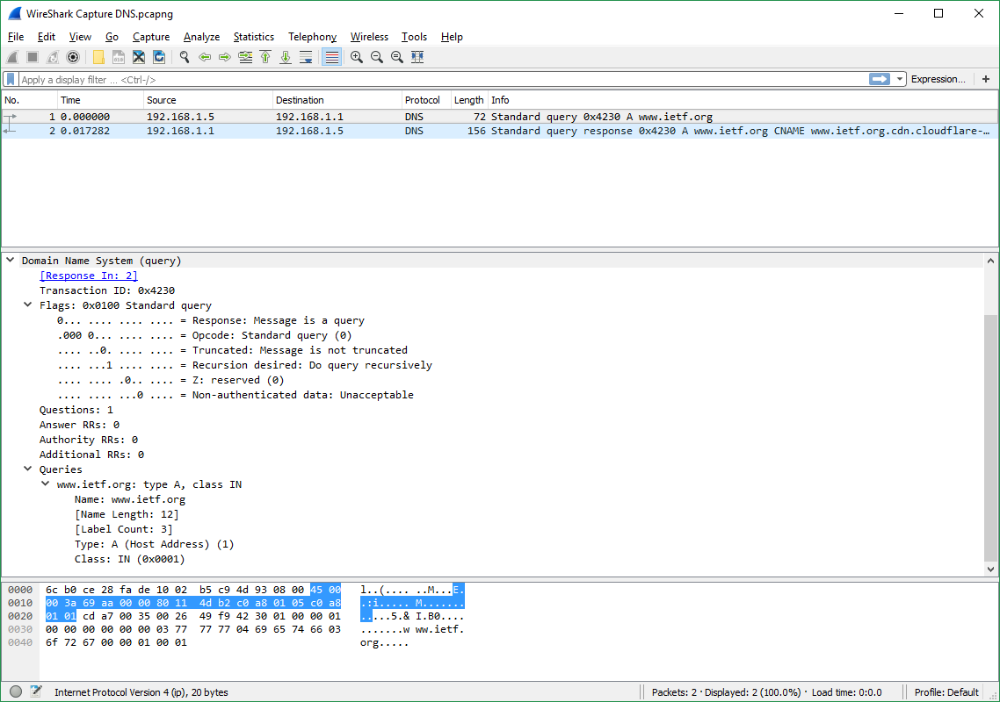 WireShark Capture DNS.pcapng
File Edit View Go Capture Analyze Statistics Telephony Wireless Tools Help
Apply a display filter ... <Ctrl-/> Expression... +
No. Time Source Destination Protocol Length Info
1 0.000000 192.168.1.5 192.168.1.1 DNS 72 Standard query 0x4230 A www.ietf.org
2 0.017282 192.168.1.1 192.168.1.5 DNS 156 Standard query response 0x4230 A www.ietf.org CNAME www.ietf.org.cdn.cloudflare-…
Domain Name System (query)
[Response In: 2]
Transaction ID: 0x4230
Flags: 0x0100 Standard query
0... .... .... .... = Response: Message is a query
.000 0... .... .... = Opcode: Standard query (0)
.... ..0. .... .... = Truncated: Message is not truncated
.... ...1 .... .... = Recursion desired: Do query recursively
.... .... .0.. .... = Z: reserved (0)
.... .... ...0 .... = Non-authenticated data: Unacceptable
Questions: 1
Answer RRs: 0
Authority RRs: 0
Additional RRs: 0
Queries
www.ietf.org: type A, class IN
Name: www.ietf.org
[Name Length: 12]
[Label Count: 3]
Type: A (Host Address) (1)
Class: IN (0x0001)
0000 6c b0 ce 28 fa de 10 02 b5 c9 4d 93 08 00 45 00 l..(.... ..M...E.
0010 00 3a 69 aa 00 00 80 11 4d b2 c0 a8 01 05 c0 a8 .:i..... M.......
0020 01 01 cd a7 00 35 00 26 49 f9 42 30 01 00 00 01 .....5.& I.B0....
0030 00 00 00 00 00 00 03 77 77 77 04 69 65 74 66 03 .......w ww.ietf.
0040 6f 72 67 00 00 01 00 01 org.....
Internet Protocol Version 4 (ip), 20 bytes Packets: 2 · Displayed: 2 (100.0%) · Load time: 0:0.0 Profile: Default